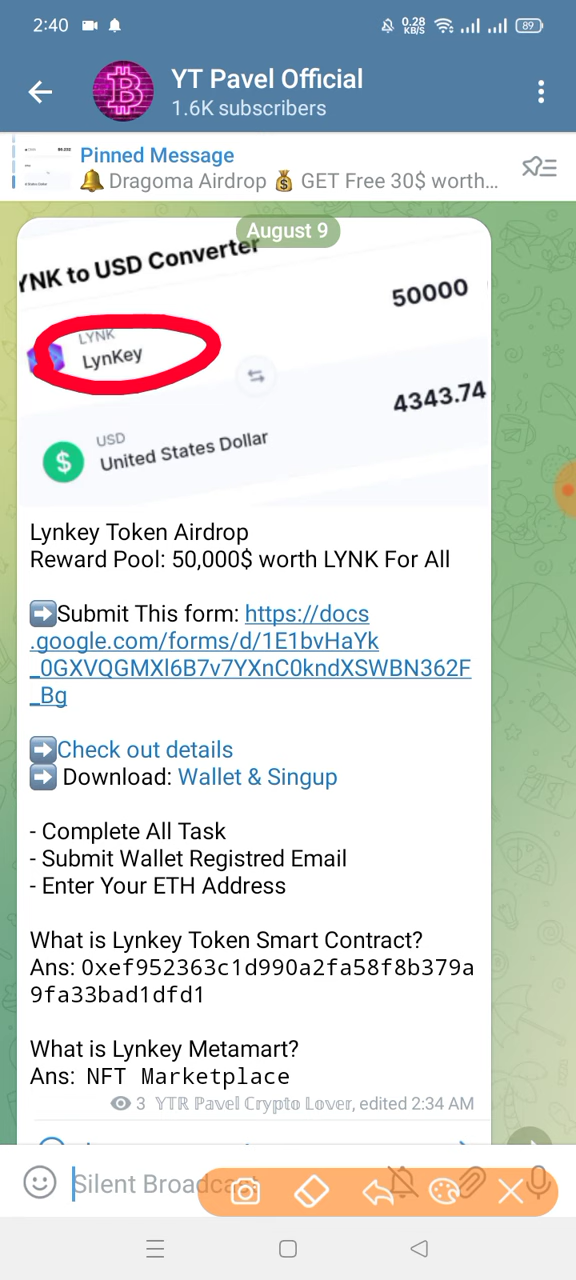 2:40
0.28
KB/S
89
YT Pavel Official
1.6K subscribers
Pinned Message
🔔 Dragoma Airdrop 💰 GET Free 30$ worth...
August 9
YNK to USD Converter
LYNK
LynKey
50000
USD
United States Dollar
4343.74
Lynkey Token Airdrop
Reward Pool: 50,000$ worth LYNK For All
➡️Submit This form: https://docs
.google.com/forms/d/1E1bvHaYk
_0GXVQGMXl6B7v7YXnC0kndXSWBN362F
_Bg
➡️Check out details
➡️ Download: Wallet & Singup
- Complete All Task
- Submit Wallet Registred Email
- Enter Your ETH Address
What is Lynkey Token Smart Contract?
Ans: 0xef952363c1d990a2fa58f8b379a
9fa33bad1dfd1
What is Lynkey Metamart?
Ans: NFT Marketplace
3 YTR ℙ𝕒𝕧𝕖𝕝 ℂ𝕣𝕪𝕡𝕥𝕠 𝕃𝕠𝕧𝕖𝕣, edited 2:34 AM
Silent Broadcast